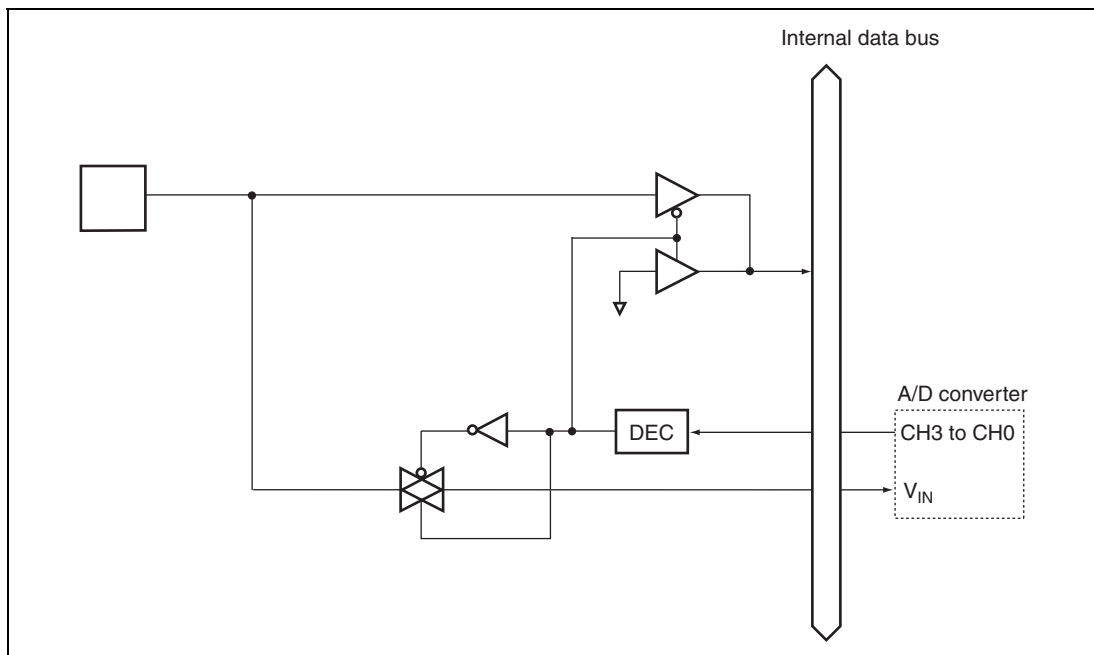 Internal data bus
A/D converter
DEC
CH3 to CH0
VIN